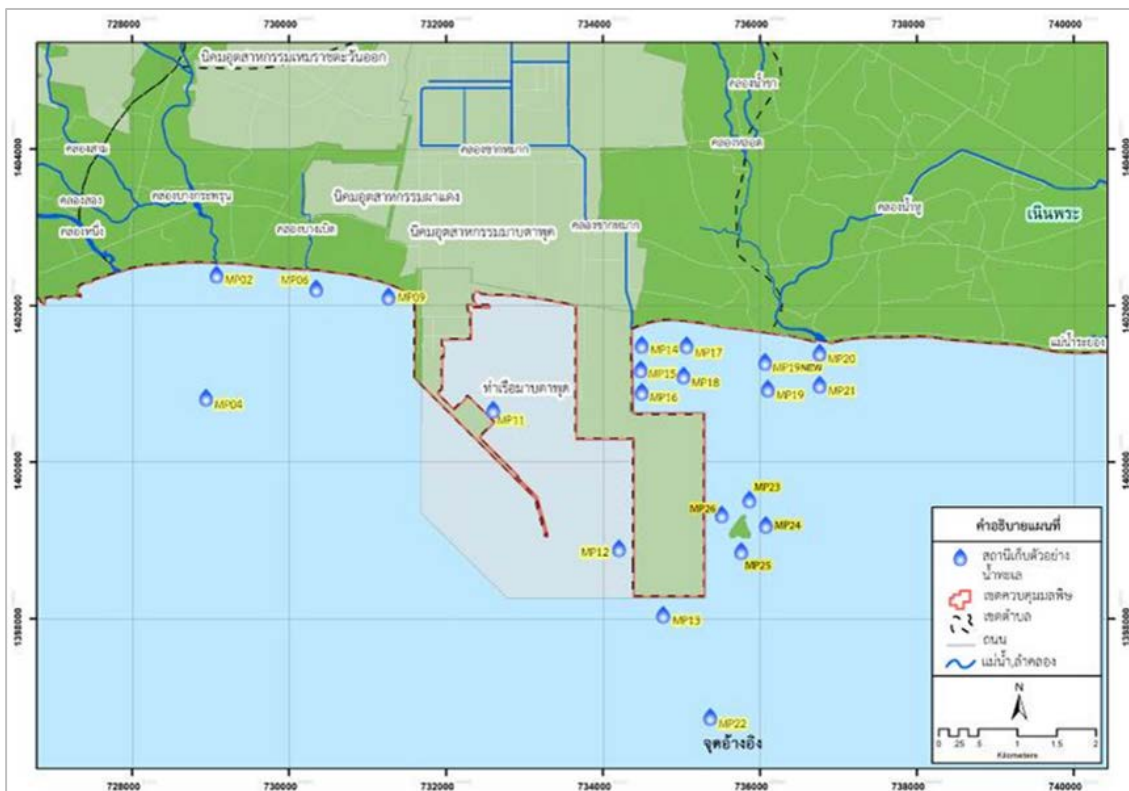 728000 730000 732000 734000 736000 738000 740000
นิคมอุตสาหกรรมเหมราชตะวันออก
คลองน้ำชา
คลองสาม
คลองหลอด
คลองชากหมาก
1404000 1404000
คลองสอง
คลองบางกระพรุน
นิคมอุตสาหกรรมผาแดง
คลองน้ำหู
เนินพระ
คลองหนึ่ง
คลองบางเบิด
นิคมอุตสาหกรรมมาบตาพุด
คลองชากหมาก
MP02
MP06
MP09
1402000 1402000
แม่น้ำระยอง
MP14
MP17
MP20
MP19NEW
MP15
MP18
MP16
MP19
MP21
MP04
ท่าเรือมาบตาพุด
MP11
1400000 1400000
MP23
MP26
MP24
MP12
MP25
MP13
1398000 1398000
MP22
จุดอ้างอิง
คำอธิบายแผนที่
สถานีเก็บตัวอย่าง
น้ำทะเล
เขตควบคุมมลพิษ
เขตตำบล
ถนน
แม่น้ำ,ลำคลอง
N
0 .25 .5 1 1.5 2
Kilometers
728000 730000 732000 734000 736000 738000 740000